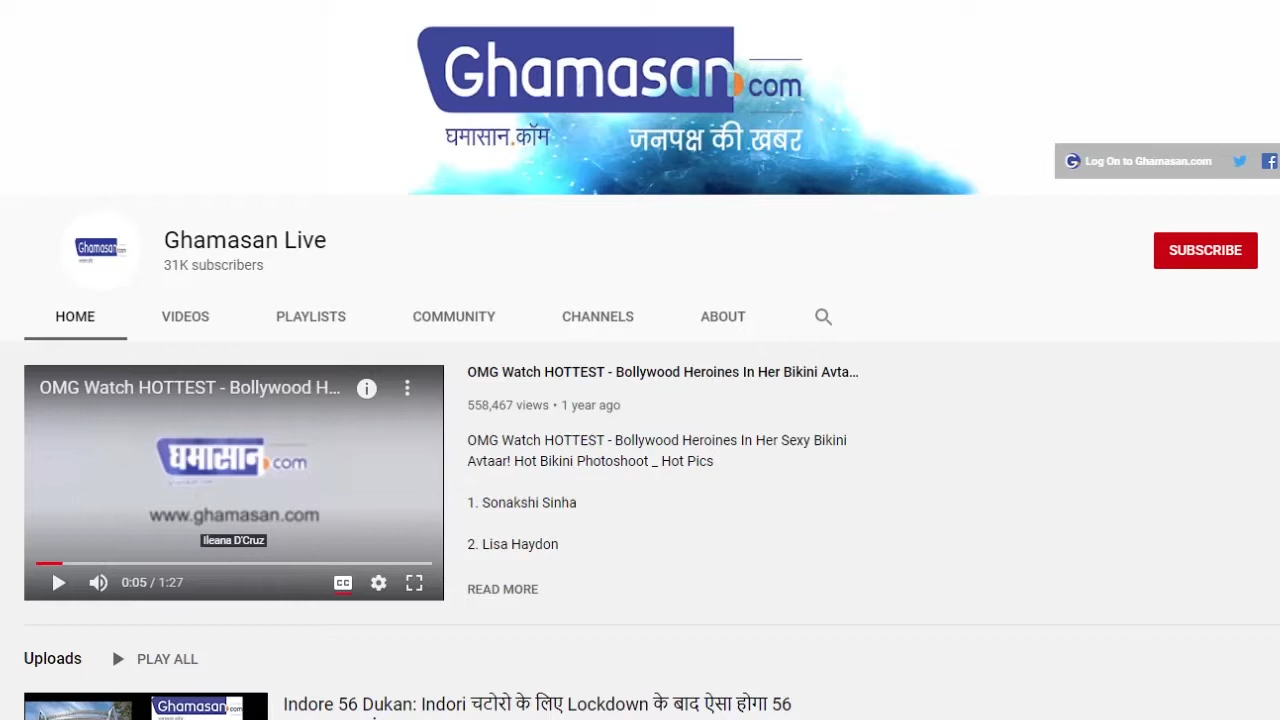 Ghamasan.com
घमासान.कॉम
जनपक्ष की खबर
Log On to Ghamasan.com
Ghamasan
Ghamasan Live
31K subscribers
SUBSCRIBE
HOME VIDEOS PLAYLISTS COMMUNITY CHANNELS ABOUT
OMG Watch HOTTEST - Bollywood H...
घमासान.com
www.ghamasan.com
Ileana D'Cruz
0:05 / 1:27
CC
OMG Watch HOTTEST - Bollywood Heroines In Her Bikini Avta...
558,467 views • 1 year ago
OMG Watch HOTTEST - Bollywood Heroines In Her Sexy Bikini
Avtaar! Hot Bikini Photoshoot _ Hot Pics
1. Sonakshi Sinha
2. Lisa Haydon
READ MORE
Uploads PLAY ALL
Ghamasan
Indore 56 Dukan: Indori चटोरो के लिए Lockdown के बाद ऐसा होगा 56